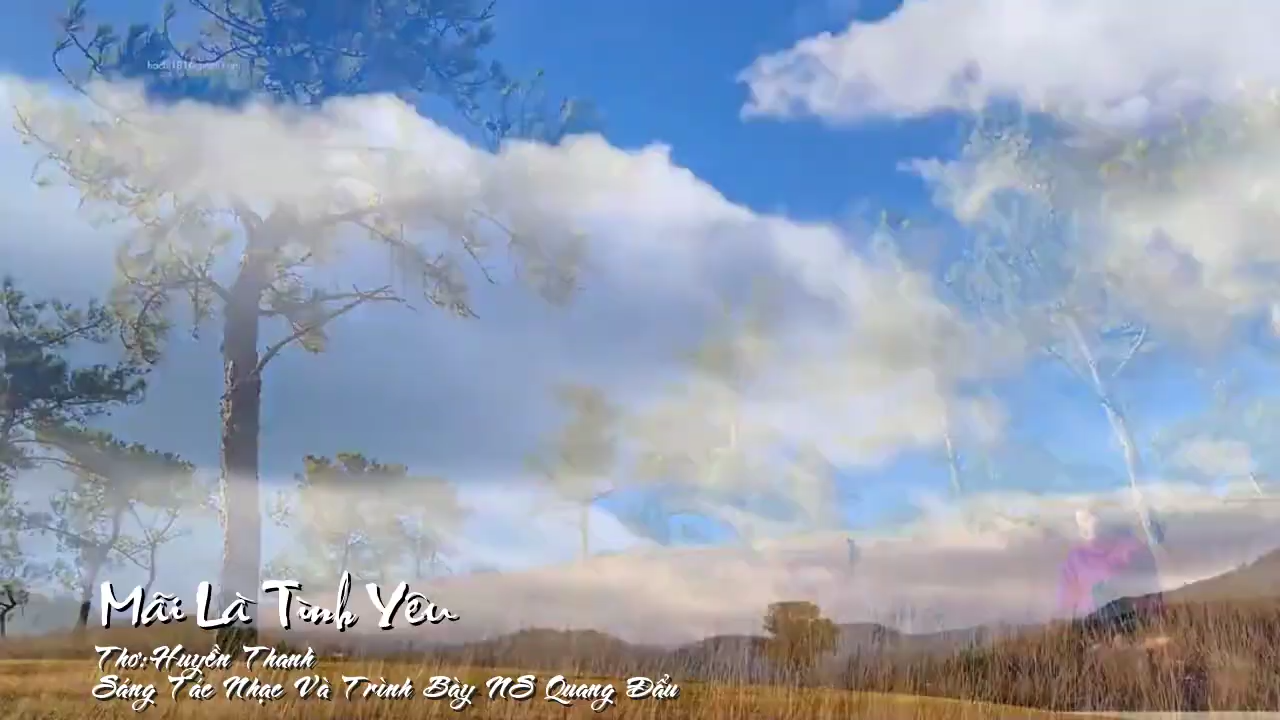 Mãi Là Tình Yêu
Thơ:Huyền Thanh
Sáng Tác Nhạc Và Trình Bày NS Quang Đẩu